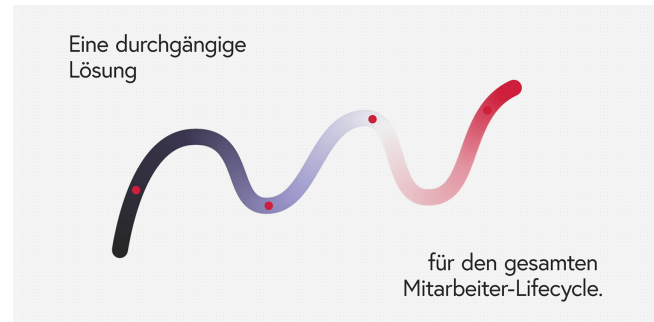 Eine durchgängige
Lösung
für den gesamten
Mitarbeiter-Lifecycle.